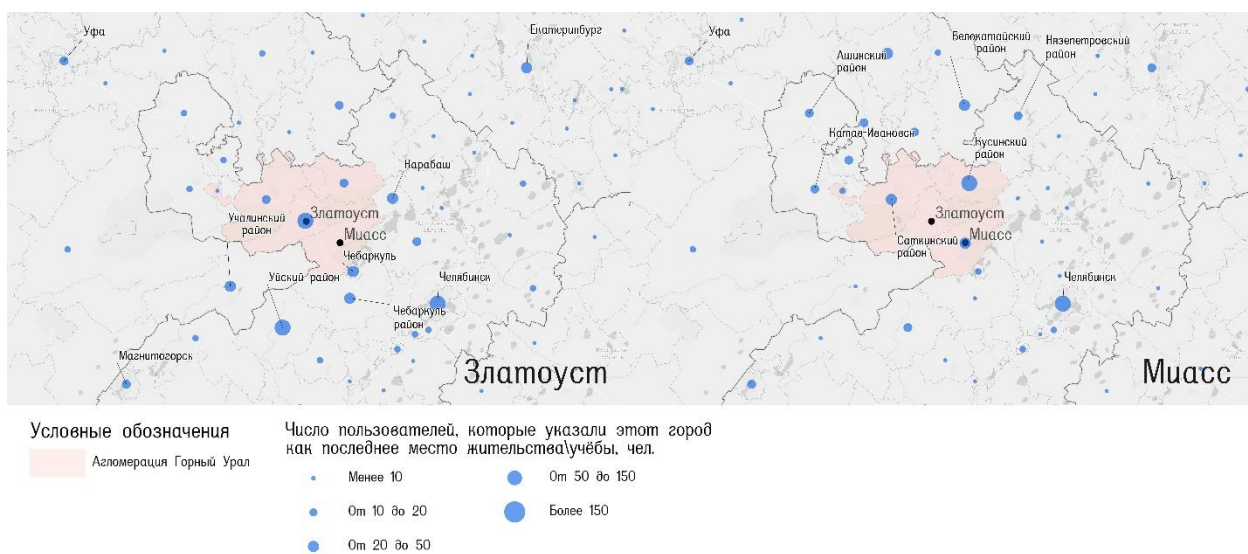 Уфа
Екатеринбург
Карабаш
Златоуст
Миасс
Учалинский
район
Чебаркуль
Уйский район
Челябинск
Чебаркуль
район
Магнитогорск
Златоуст
Уфа
Ашинский
район
Белокатайский
район
Нязепетровский
район
Катав-Ивановск
Кусинский
район
Златоуст
Миасс
Саткинский
район
Челябинск
Миасс
Условные обозначения
Агломерация Горный Урал
Число пользователей, которые указали этот город
как последнее место жительства\учёбы, чел.
Менее 10
От 10 до 20
От 20 до 50
От 50 до 150
Более 150